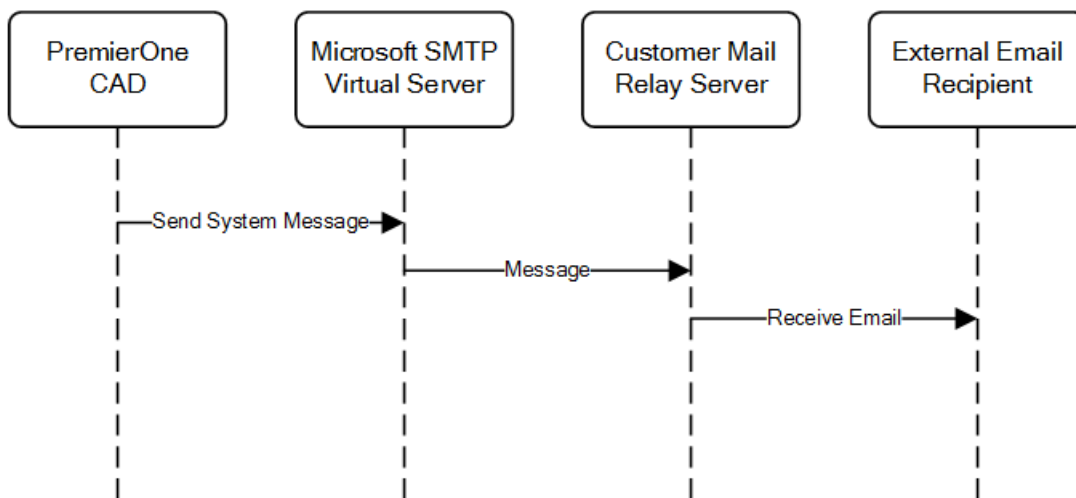 PremierOne
CAD
Microsoft SMTP
Virtual Server
Customer Mail
Relay Server
External Email
Recipient
Send System Message
Message
Receive Email